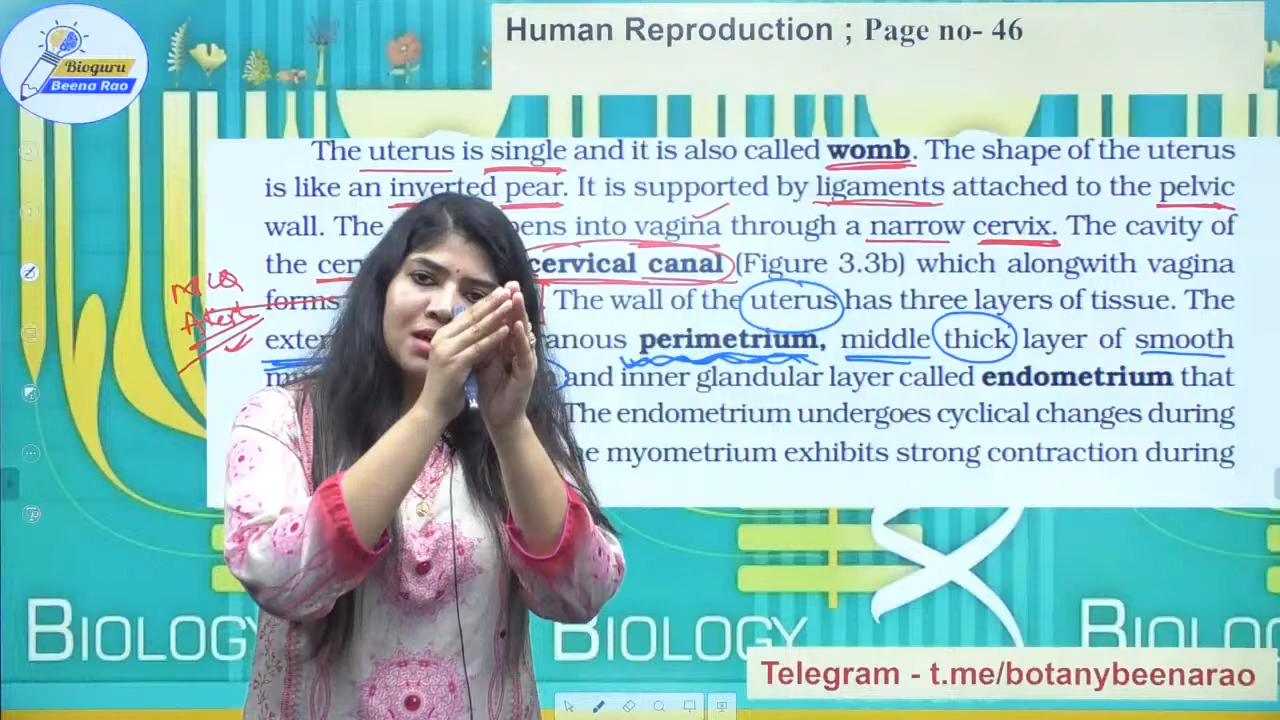 Human Reproduction ; Page no- 46
Bioguru
Beena Rao
The uterus is single and it is also called womb. The shape of the uterus
is like an inverted pear. It is supported by ligaments attached to the pelvic
wall. The ens into vagina through a narrow cervix. The cavity of
the cer cervical canal (Figure 3.3b) which alongwith vagina
MCQ
Alert
forms The wall of the uterus has three layers of tissue. The
exter anous perimetrium, middle thick layer of smooth
and inner glandular layer called endometrium that
The endometrium undergoes cyclical changes during
e myometrium exhibits strong contraction during
BIOLOGY
BIOLOGY
BIOLO
Telegram - t.me/botanybeenarao